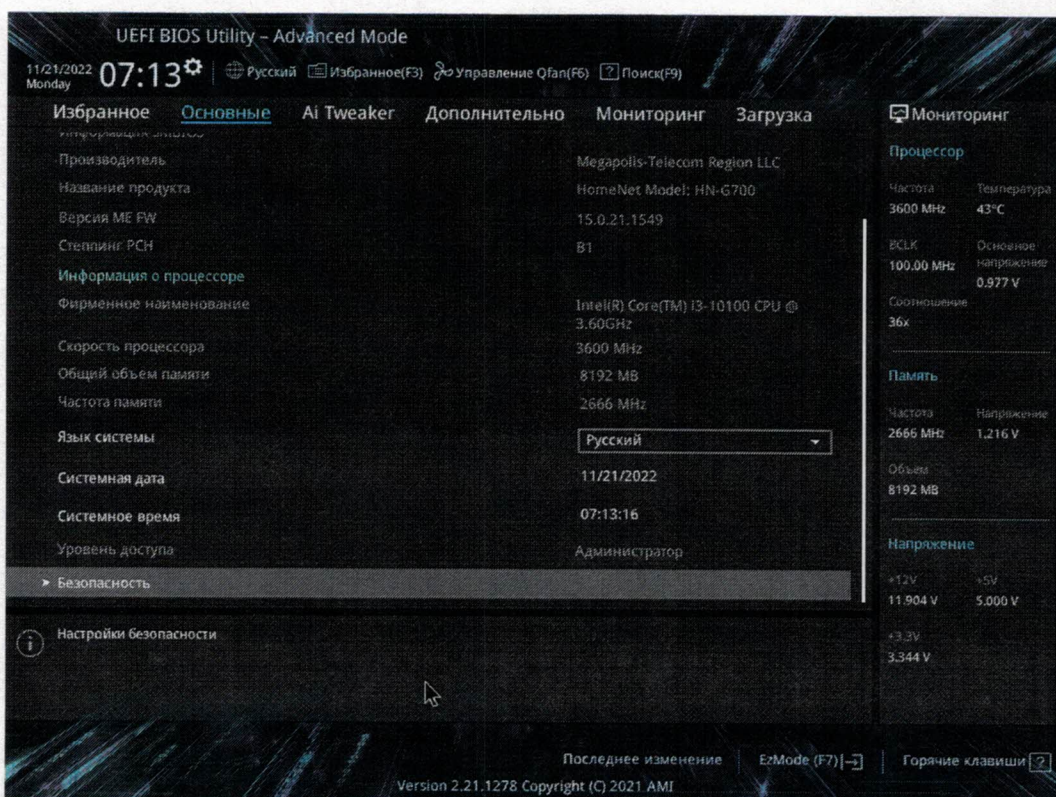 UEFI BIOS Utility – Advanced Mode
11/21/2022
Monday
07:13
Русский
Избранное(F3)
Управление Qfan(F6)
? Поиск(F9)
Избранное Основные Ai Tweaker Дополнительно Мониторинг Загрузка
Информация SMBIOS
Производитель Megapolis-Telecom Region LLC
Название продукта HomeNet Model: HN-G700
Версия ME FW 15.0.21.1549
Степпинг PCH B1
Информация о процессоре
Фирменное наименование Intel(R) Core(TM) i3-10100 CPU @
3.60GHz
Скорость процессора 3600 MHz
Общий объем памяти 8192 MB
Частота памяти 2666 MHz
Язык системы Русский
Системная дата 11/21/2022
Системное время 07:13:16
Уровень доступа Администратор
> Безопасность
Настройки безопасности
Мониторинг
Процессор
Частота Температура
3600 MHz 43°C
BCLK Основное
напряжение
100.00 MHz
0.977 V
Соотношение
36x
Память
Частота Напряжение
2666 MHz 1.216 V
Объем
8192 MB
Напряжение
+12V +5V
11.904 V 5.000 V
+3.3V
3.344 V
Последнее изменение EzMode (F7) Горячие клавиши ?
Version 2.21.1278 Copyright (C) 2021 AMI